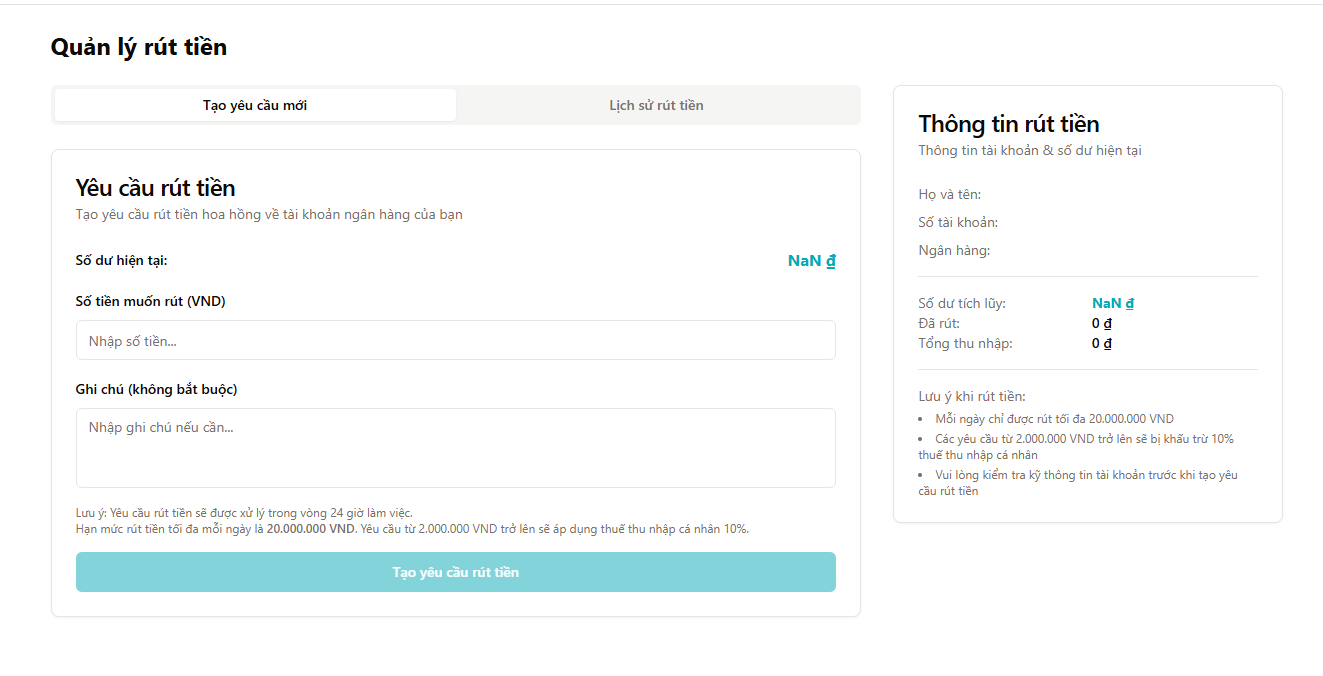 Quản lý rút tiền
Tạo yêu cầu mới
Lịch sử rút tiền
Yêu cầu rút tiền
Tạo yêu cầu rút tiền hoa hồng về tài khoản ngân hàng của bạn
Số dư hiện tại:
NaN ₫
Số tiền muốn rút (VND)
Nhập số tiền...
Ghi chú (không bắt buộc)
Nhập ghi chú nếu cần...
Lưu ý: Yêu cầu rút tiền sẽ được xử lý trong vòng 24 giờ làm việc.
Hạn mức rút tiền tối đa mỗi ngày là 20.000.000 VND. Yêu cầu từ 2.000.000 VND trở lên sẽ áp dụng thuế thu nhập cá nhân 10%.
Tạo yêu cầu rút tiền
Thông tin rút tiền
Thông tin tài khoản & số dư hiện tại
Họ và tên:
Số tài khoản:
Ngân hàng:
Số dư tích lũy: NaN ₫
Đã rút: 0 ₫
Tổng thu nhập: 0 ₫
Lưu ý khi rút tiền:
• Mỗi ngày chỉ được rút tối đa 20.000.000 VND
• Các yêu cầu từ 2.000.000 VND trở lên sẽ bị khấu trừ 10%
thuế thu nhập cá nhân
• Vui lòng kiểm tra kỹ thông tin tài khoản trước khi tạo yêu
cầu rút tiền